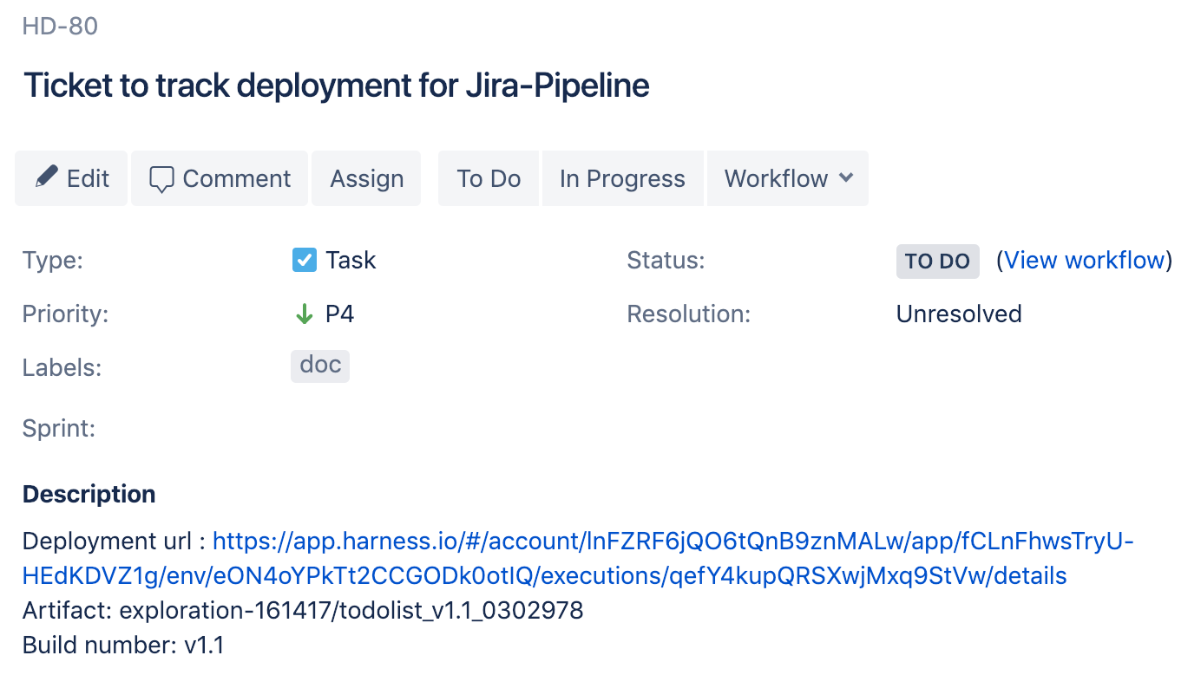 HD-80
Ticket to track deployment for Jira-Pipeline
Edit Comment Assign To Do In Progress Workflow
Type: Task Status: TO DO (View workflow)
Priority: P4 Resolution: Unresolved
Labels: doc
Sprint:
Description
Deployment url : https://app.harness.io/#/account/lnFZRF6jQO6tQnB9znMALw/app/fCLnFhwsTryU-
HEdKDVZ1g/env/eON4oYPkTt2CCGODk0otIQ/executions/qefY4kupQRSXwjMxq9StVw/details
Artifact: exploration-161417/todolist_v1.1_0302978
Build number: v1.1